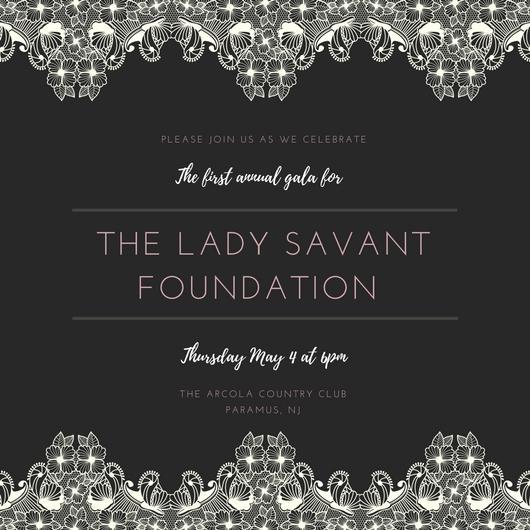 PLEASE JOIN US AS WE CELEBRATE
The first annual gala for
THE LADY SAVANT
FOUNDATION
Thursday May 4 at 6pm
THE ARCOLA COUNTRY CLUB
PARAMUS, NJ